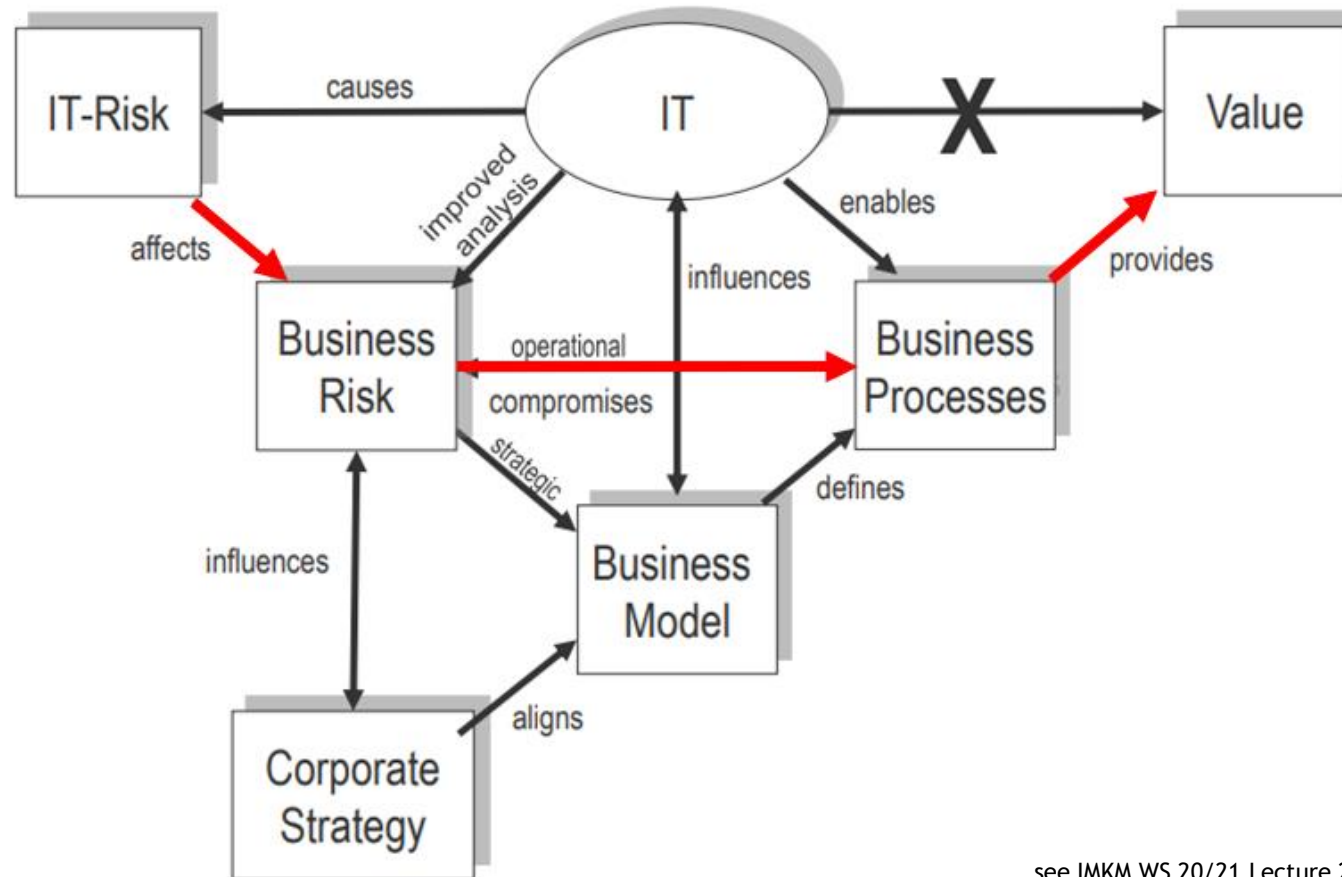 IT-Risk
causes
IT
X
Value
improved
analysis
enables
affects
influences
provides
Business
Risk
operational
compromises
Business
Processes
strategic
defines
influences
Business
Model
aligns
Corporate
Strategy
see IMKM WS 20/21 Lecture